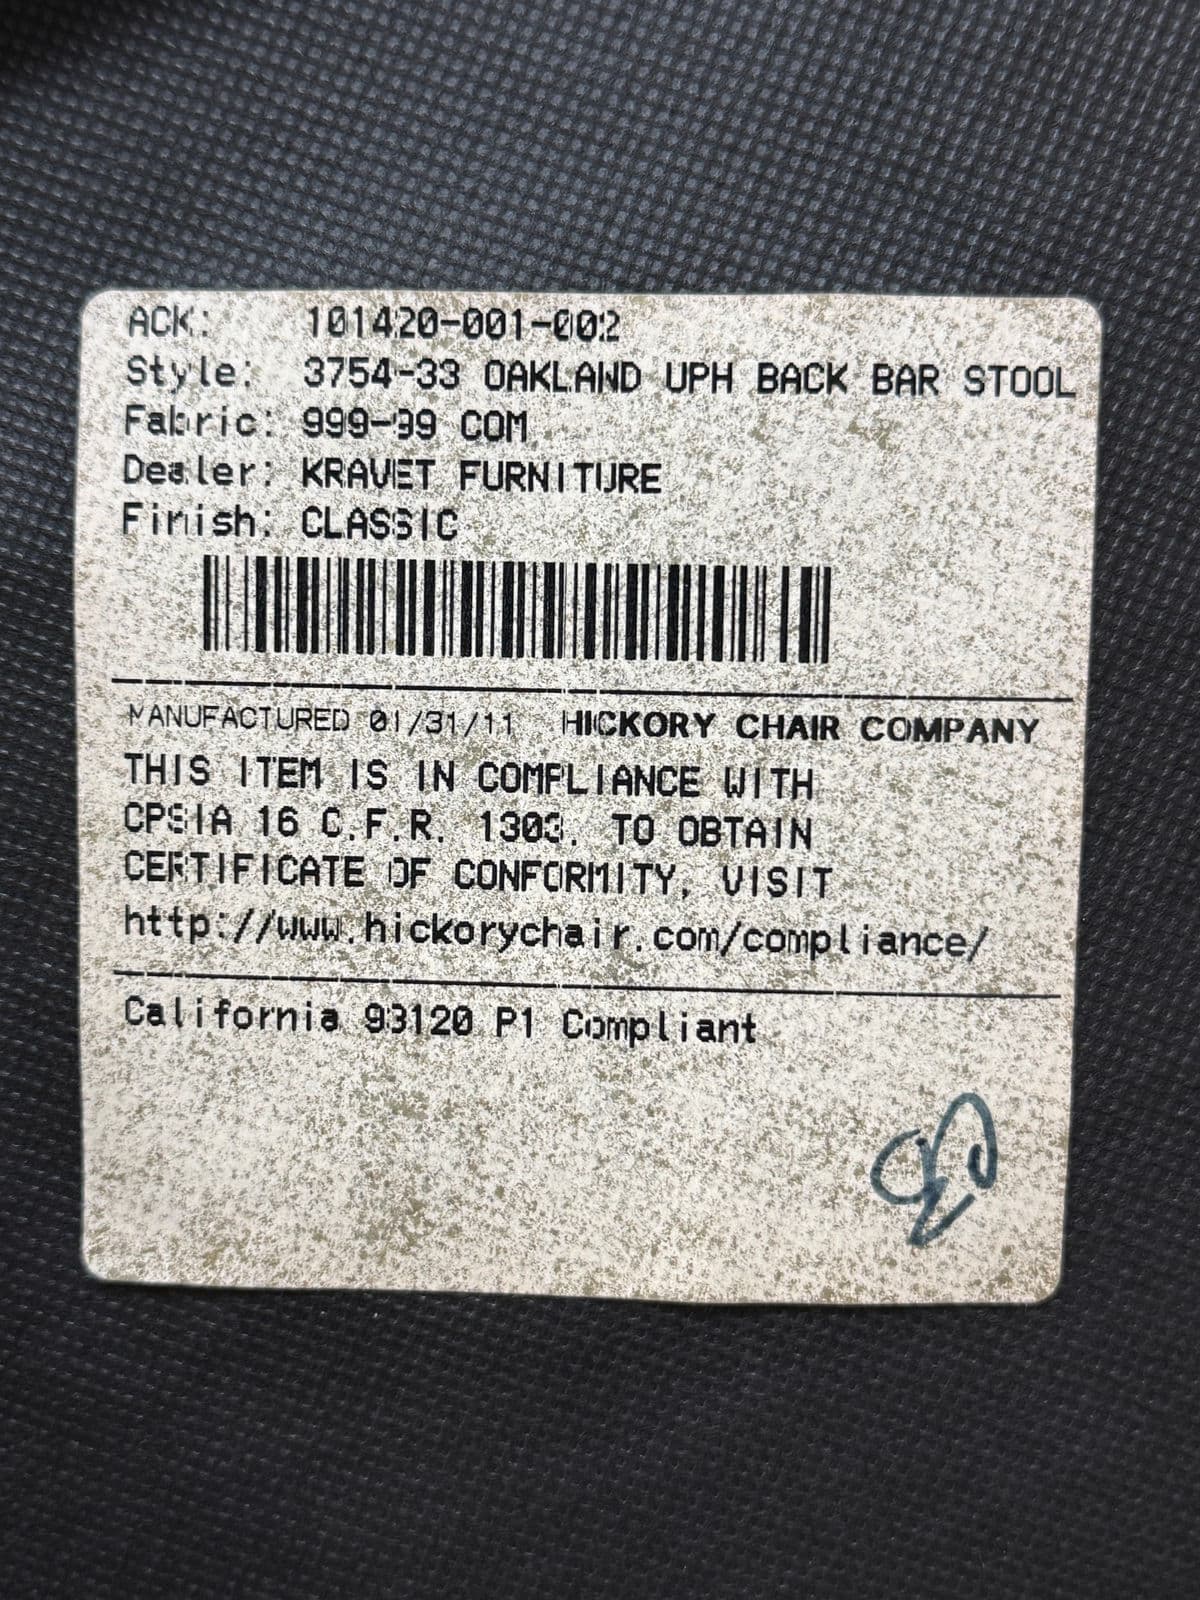 ACK: 101420-001-002
Style: 3754-33 OAKLAND UPH BACK BAR STOOL
Fabric: 999-99 COM
Dealer: KRAVET FURNITURE
Finish: CLASSIC
MANUFACTURED 01/31/11 HICKORY CHAIR COMPANY
THIS ITEM IS IN COMPLIANCE WITH
CPSIA 16 C.F.R. 1303. TO OBTAIN
CERTIFICATE OF CONFORMITY, VISIT
http://www.hickorychair.com/compliance/
California 93120 P1 Compliant